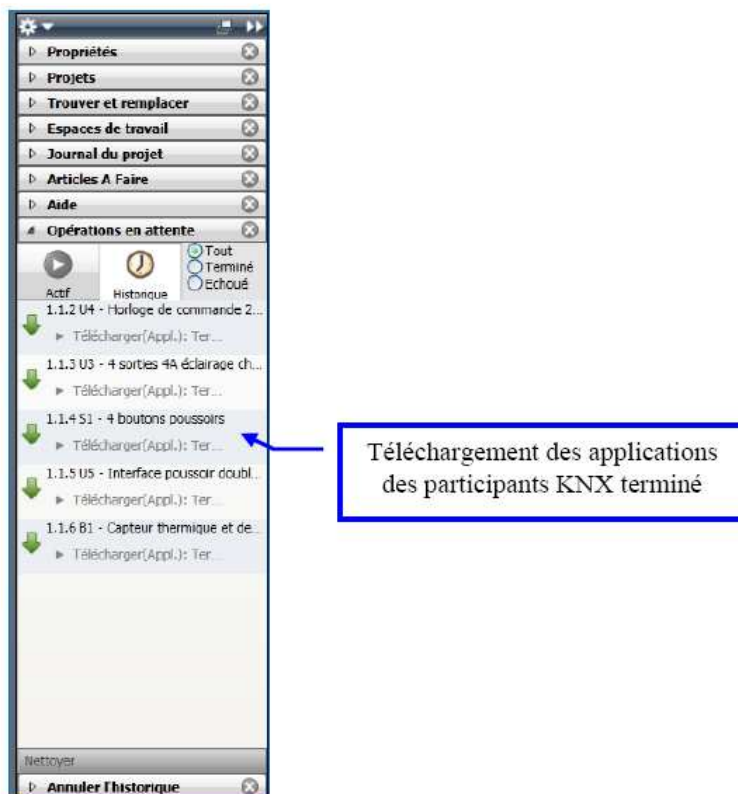 Propriétés
Projets
Trouver et remplacer
Espaces de travail
Journal du projet
Articles A Faire
Aide
Opérations en attente
Actif
Historique
Tout
Terminé
Echoué
1.1.2 U4 - Horloge de commande 2...
Télécharger(Appl.): Ter...
1.1.3 U3 - 4 sorties 4A éclairage ch...
Télécharger(Appl.): Ter...
1.1.4 S1 - 4 boutons poussoirs
Télécharger(Appl.): Ter...
1.1.5 U5 - Interface poussoir doubl...
Télécharger(Appl.): Ter...
1.1.6 B1 - Capteur thermique et de...
Télécharger(Appl.): Ter...
Nettoyer
Annuler l'historique
Téléchargement des applications
des participants KNX terminé